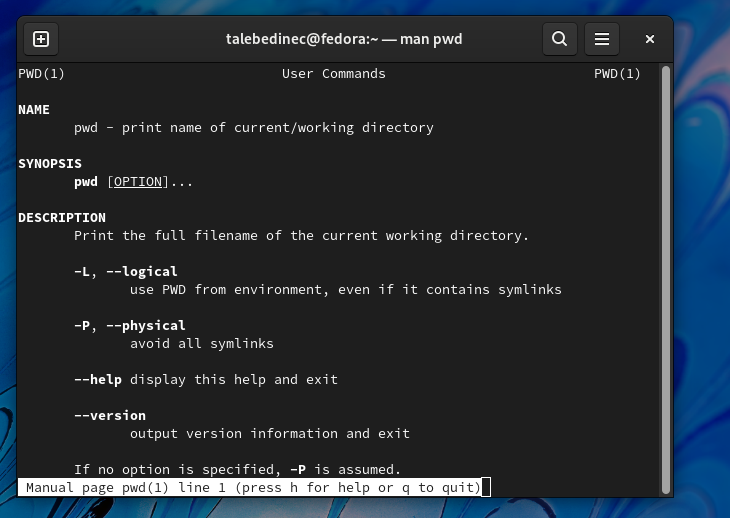 talebedinec@fedora:~ — man pwd
PWD(1) User Commands PWD(1)
NAME
pwd - print name of current/working directory
SYNOPSIS
pwd [OPTION]...
DESCRIPTION
Print the full filename of the current working directory.
-L, --logical
use PWD from environment, even if it contains symlinks
-P, --physical
avoid all symlinks
--help display this help and exit
--version
output version information and exit
If no option is specified, -P is assumed.
Manual page pwd(1) line 1 (press h for help or q to quit)